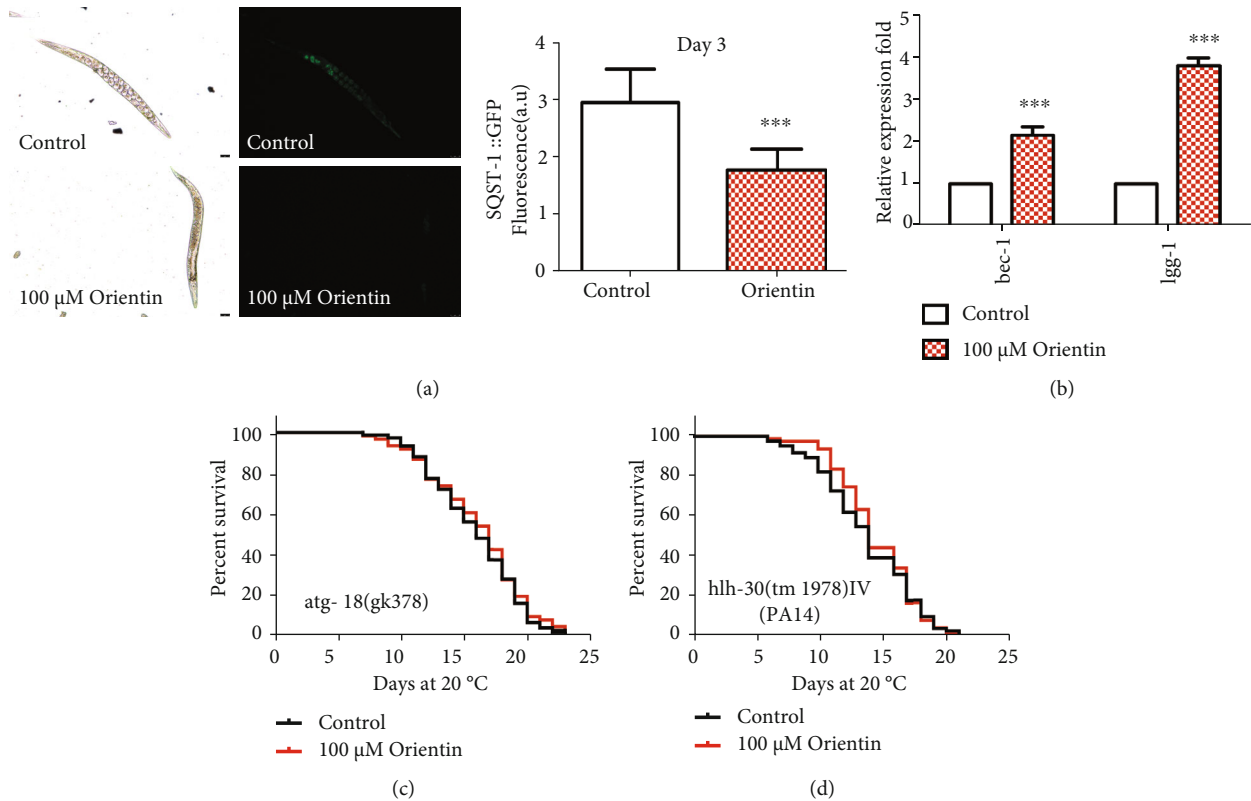 Control
100 μM Orientin
Control
100 μM Orientin
SQST-1 ::GFP
Fluorescence(a.u)
4
3
2
1
0
Day 3
***
Control
Orientin
(a)
Relative expression fold
5
4
3
2
1
0
***
***
bec-1
lgg-1
Control
100 μM Orientin
(b)
Percent survival
100
80
60
40
20
0
atg- 18(gk378)
0
5
10
15
20
25
Days at 20 °C
Control
100 μM Orientin
(c)
Percent survival
100
80
60
40
20
0
hlh-30(tm 1978)IV
(PA14)
0
5
10
15
20
25
Days at 20 °C
Control
100 μM Orientin
(d)